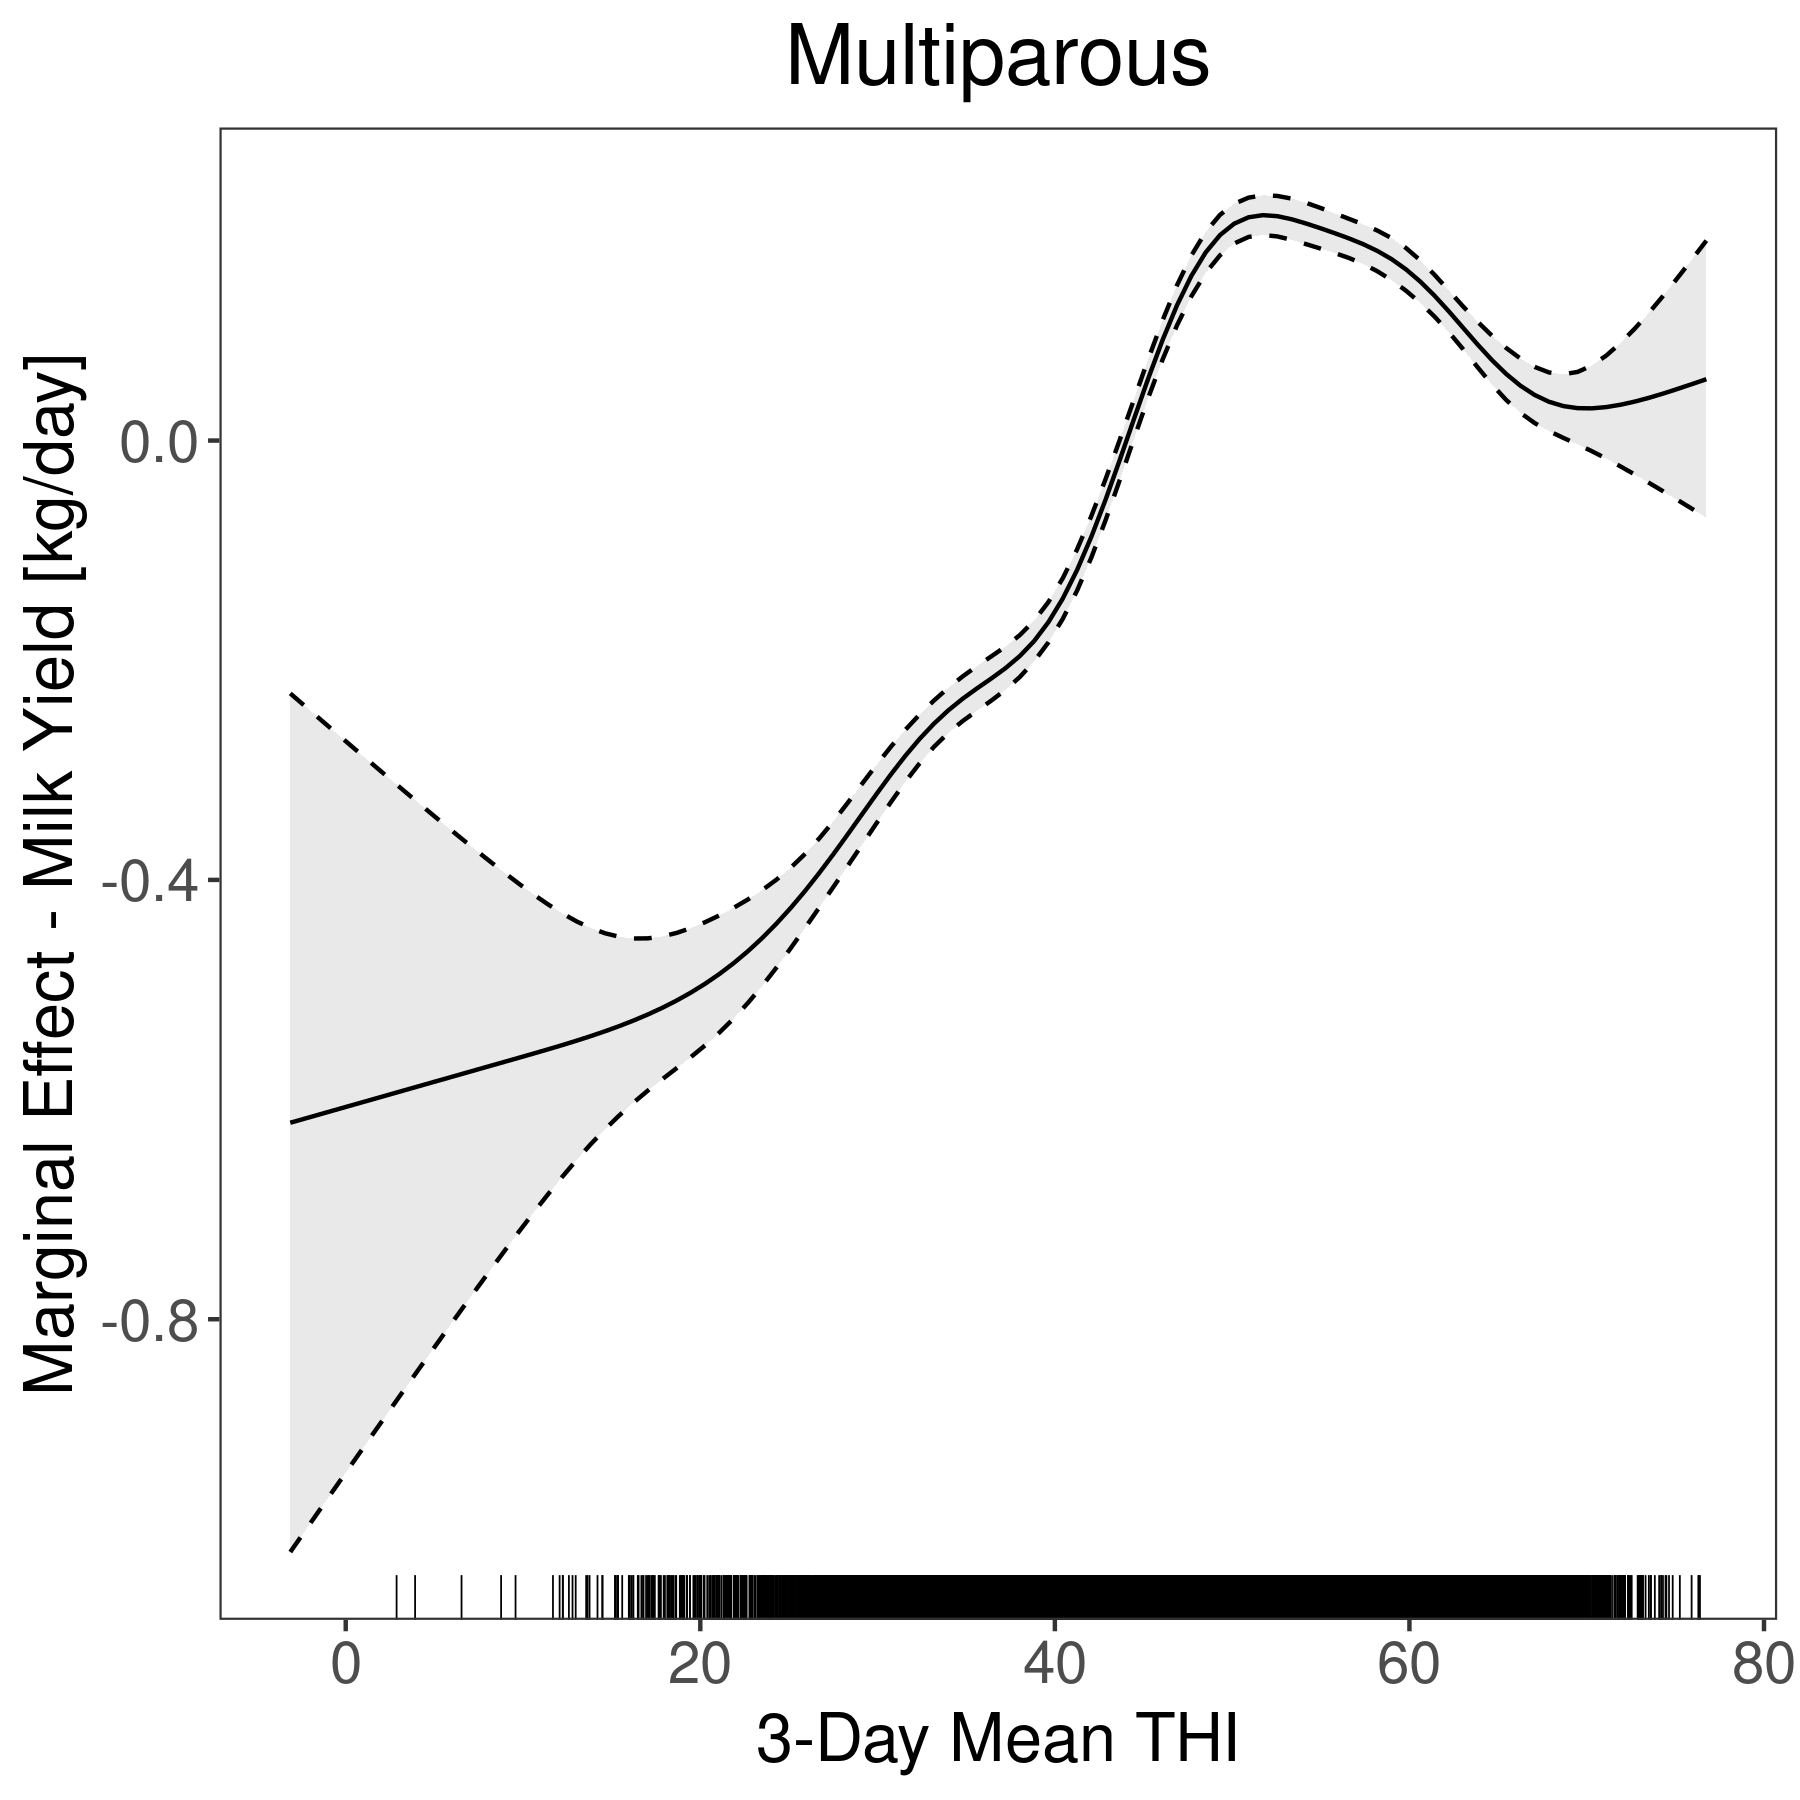 Multiparous
Marginal Effect - Milk Yield [kg/day]
0.0
-0.4
-0.8
0 20 40 60 80
3-Day Mean THI